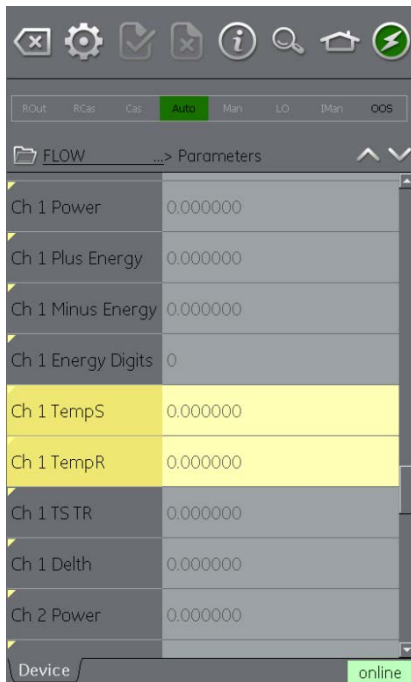 ROut RCas Cas Auto Man LO IMan OOS
FLOW ...> Parameters
Ch 1 Power 0.000000
Ch 1 Plus Energy 0.000000
Ch 1 Minus Energy 0.000000
Ch 1 Energy Digits 0
Ch 1 TempS 0.000000
Ch 1 TempR 0.000000
Ch 1 TS TR 0.000000
Ch 1 Delth 0.000000
Ch 2 Power 0.000000
Device online